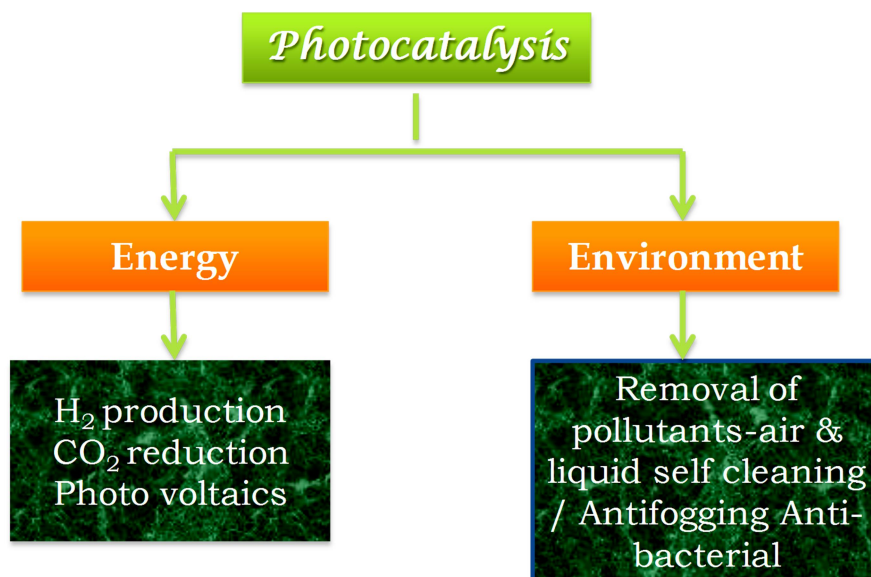 Photocatalysis
Energy
Environment
H₂ production
CO₂ reduction
Photo voltaics
Removal of
pollutants-air &
liquid self cleaning
/ Antifogging Anti-
bacterial